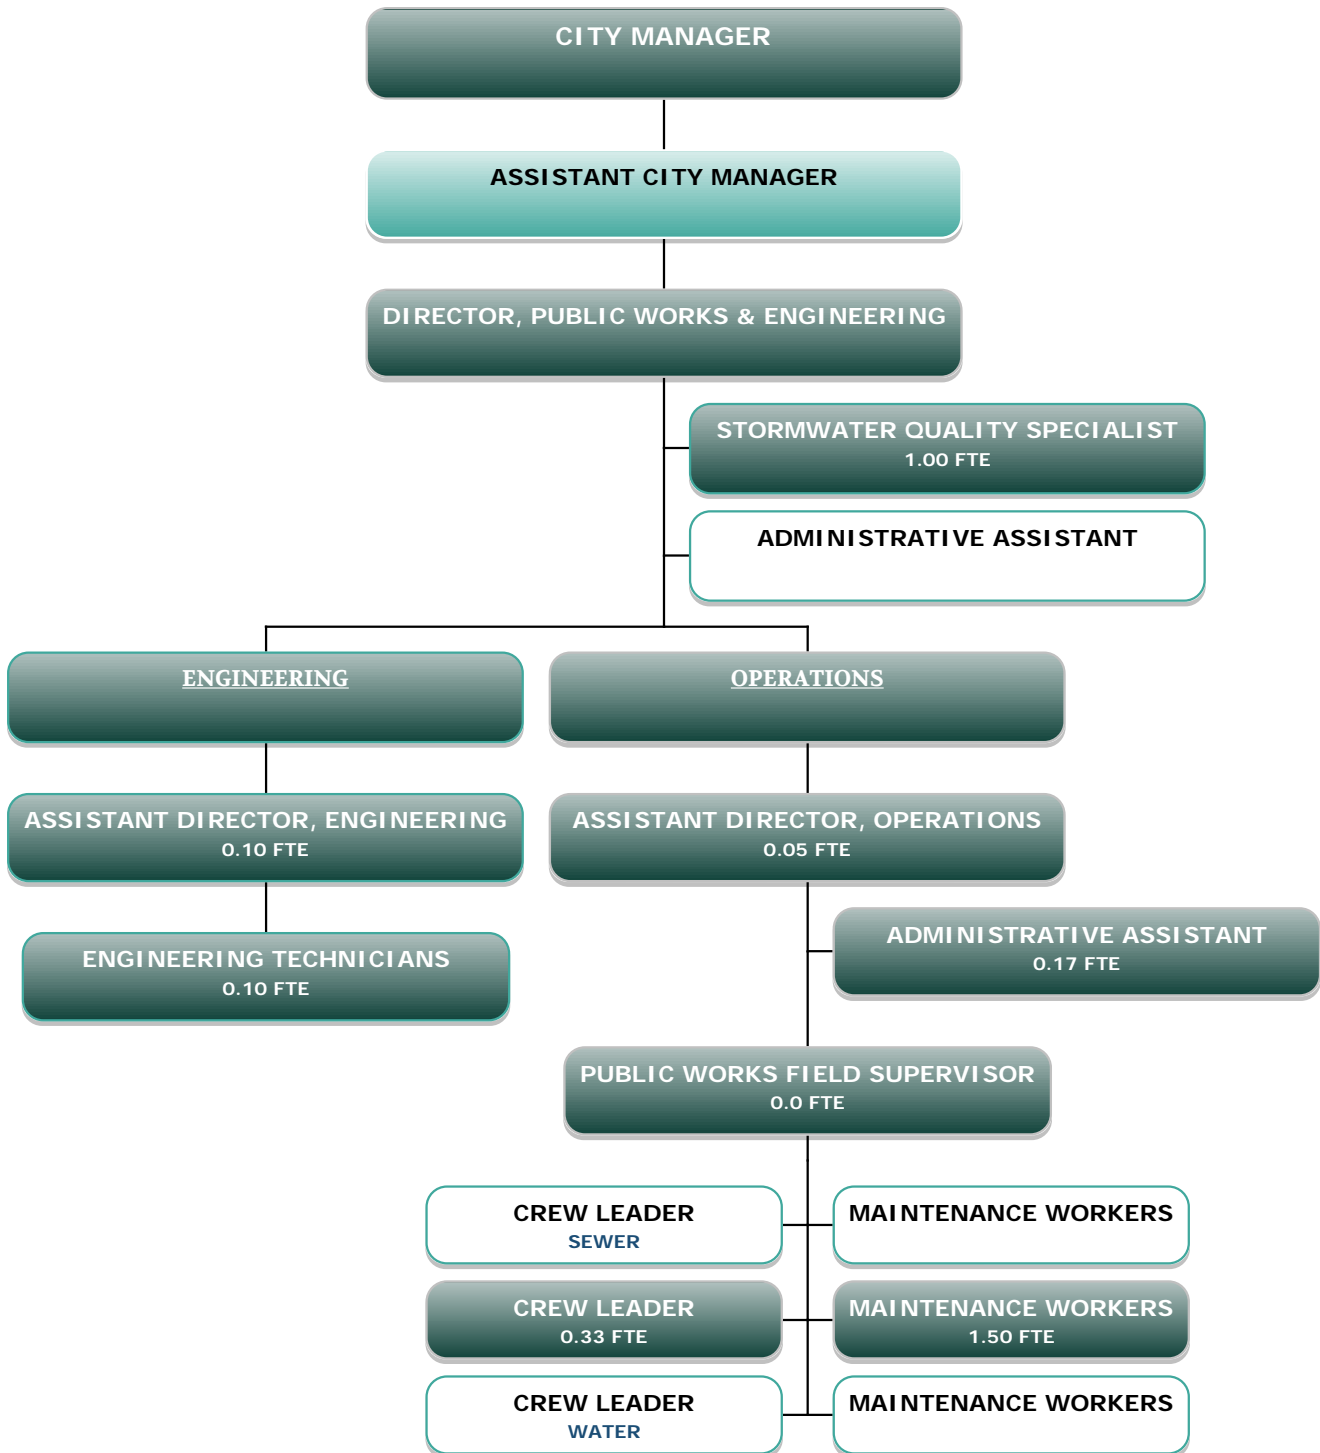 CITY MANAGER
ASSISTANT CITY MANAGER
DIRECTOR, PUBLIC WORKS & ENGINEERING
STORMWATER QUALITY SPECIALIST
1.00 FTE
ADMINISTRATIVE ASSISTANT
ENGINEERING
OPERATIONS
ASSISTANT DIRECTOR, ENGINEERING
0.10 FTE
ASSISTANT DIRECTOR, OPERATIONS
0.05 FTE
ENGINEERING TECHNICIANS
0.10 FTE
ADMINISTRATIVE ASSISTANT
0.17 FTE
PUBLIC WORKS FIELD SUPERVISOR
0.0 FTE
CREW LEADER
SEWER
MAINTENANCE WORKERS
CREW LEADER
0.33 FTE
MAINTENANCE WORKERS
1.50 FTE
CREW LEADER
WATER
MAINTENANCE WORKERS